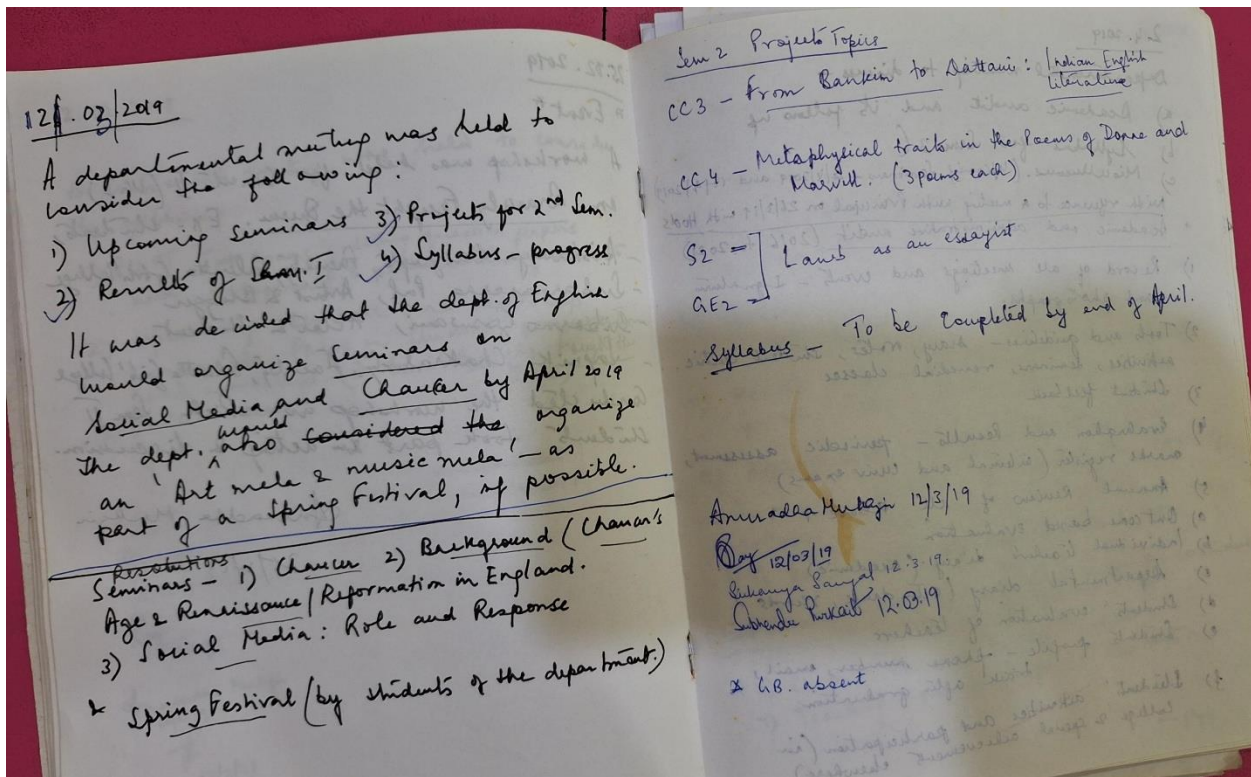 12.03/2019
A departmental meeting was held to
consider the following:
1) Upcoming Seminars 3) Projects for 2nd Sem.
2) Results of Sem. I 4) Syllabus - progress
It was decided that the dept. of English
would organize Seminars on
Social Media and Chaucer by April 2019
The dept. would also considered the organize
an 'Art mela & music mela' - as
part of a Spring Festival, if possible.
Resolutions
Seminars - 1) Chaucer 2) Background (Chaucer's
Age & Renaissance / Reformation in England.
3) Social Media: Role and Response
* Spring Festival (by students of the department.)
Sem 2 Projects Topics
CC3 - From Bankim to Dattani: Indian English
Literature
CC4 - Metaphysical traits in the Poems of Donne and
Marvell. (3 poems each)
S2 =
GE2 = ] Lamb as an essayist
Syllabus - To be completed by end of April.
Anuradha 12/3/19
Ray 12/03/19
Sukanya Sanyal 12.3.19.
Subhendu Purkait 12.03.19
* G.B. absent